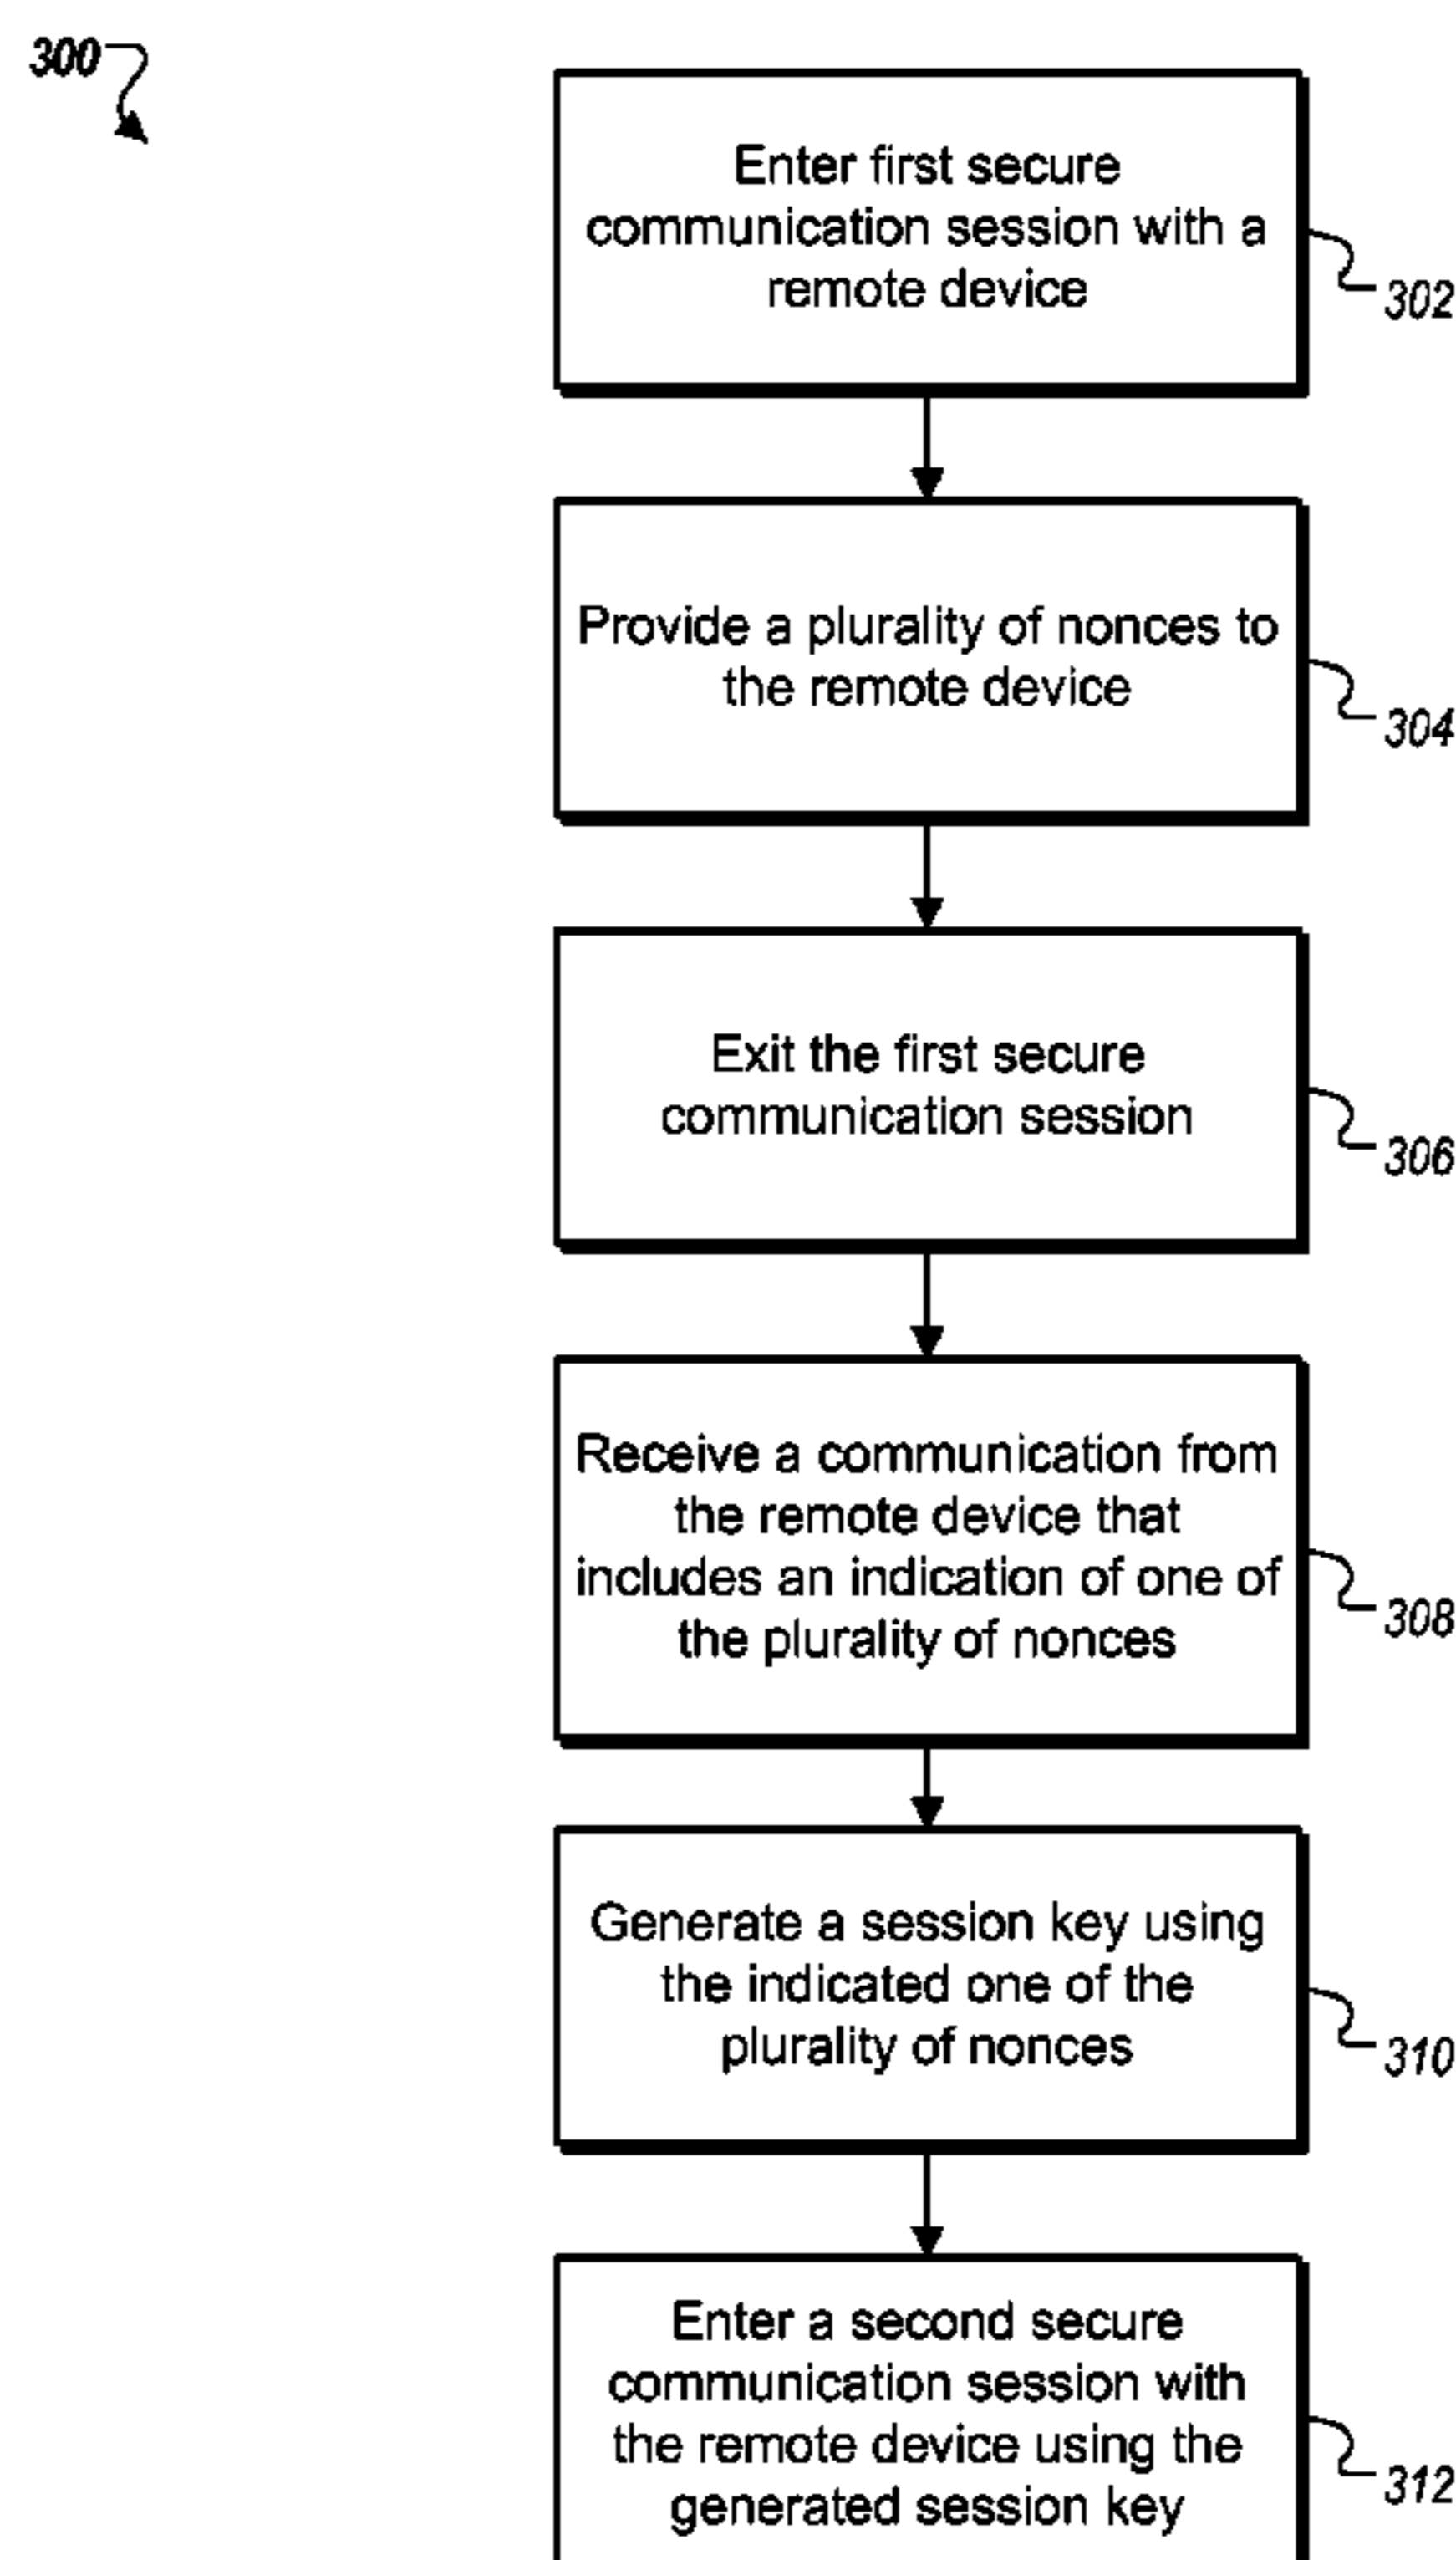 300
Enter first secure
communication session with a
remote device
302
Provide a plurality of nonces to
the remote device
304
Exit the first secure
communication session
306
Receive a communication from
the remote device that
includes an indication of one of
the plurality of nonces
308
Generate a session key using
the indicated one of the
plurality of nonces
310
Enter a second secure
communication session with
the remote device using the
generated session key
312